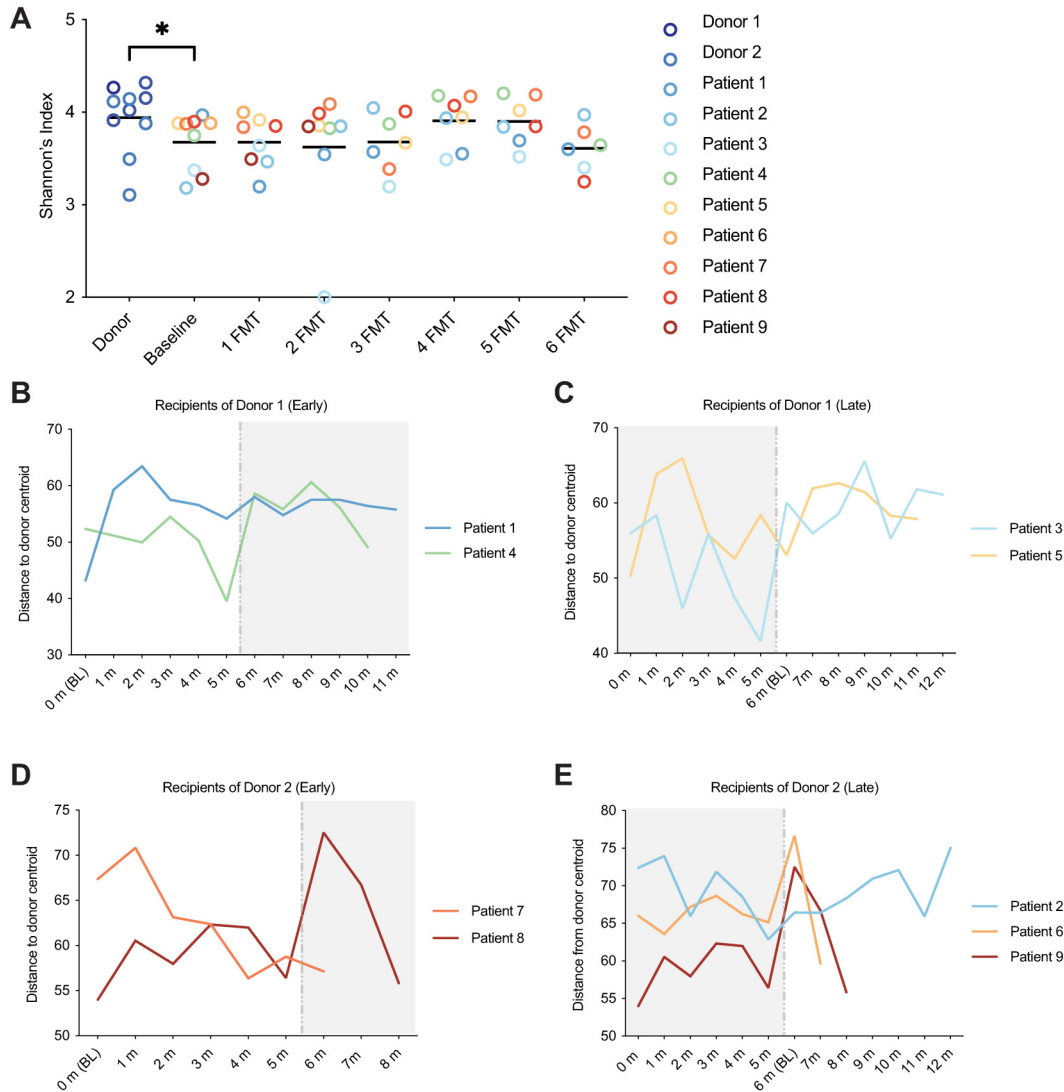 A
Shannon's Index
5
4
3
2
*
Donor
Baseline
1 FMT
2 FMT
3 FMT
4 FMT
5 FMT
6 FMT
Donor 1
Donor 2
Patient 1
Patient 2
Patient 3
Patient 4
Patient 5
Patient 6
Patient 7
Patient 8
Patient 9
B
Recipients of Donor 1 (Early)
Distance to donor centroid
70
60
50
40
30
0 m (BL)
1 m
2 m
3 m
4 m
5 m
6 m
7m
8 m
9 m
10 m
11 m
Patient 1
Patient 4
C
Recipients of Donor 1 (Late)
Distance to donor centroid
70
60
50
40
0 m
1 m
2 m
3 m
4 m
5 m
6 m (BL)
7m
8 m
9 m
10 m
11 m
12 m
Patient 3
Patient 5
D
Recipients of Donor 2 (Early)
Distance to donor centroid
75
70
65
60
55
50
0 m (BL)
1 m
2 m
3 m
4 m
5 m
6 m
7m
8 m
Patient 7
Patient 8
E
Recipients of Donor 2 (Late)
Distance from donor centroid
80
75
70
65
60
55
50
0 m
1 m
2 m
3 m
4 m
5 m
6 m (BL)
7m
8 m
9 m
10 m
11 m
12 m
Patient 2
Patient 6
Patient 9